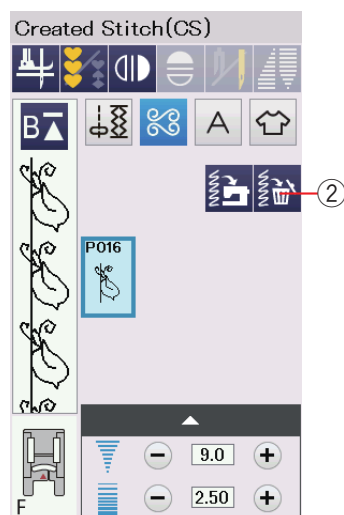 Created Stitch(CS)
B
A
②
P016
9.0
F
2.50